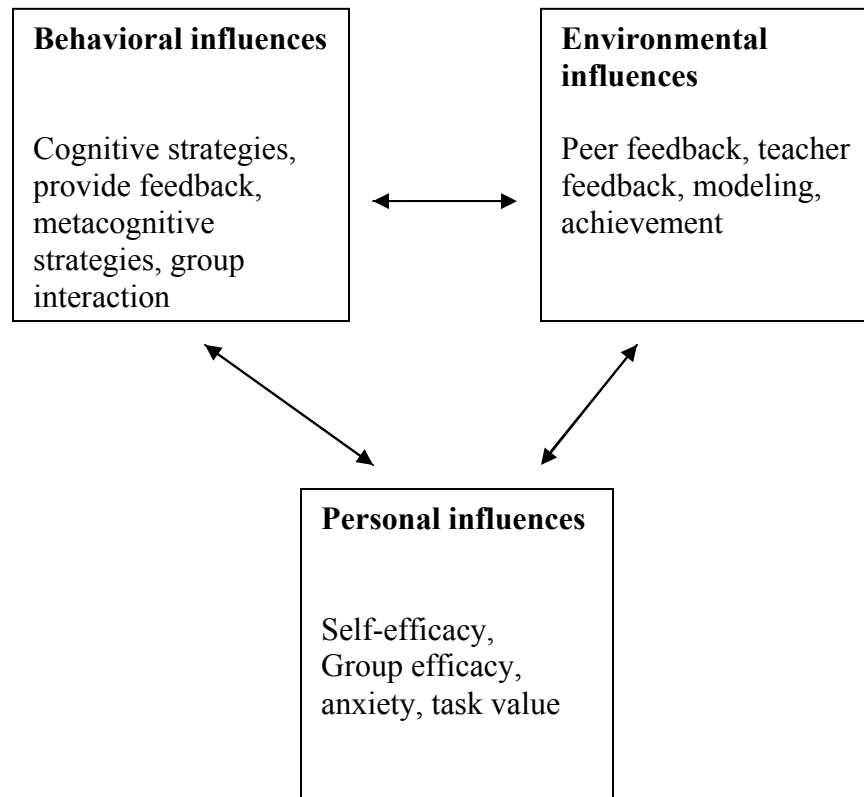 Behavioral influences
Cognitive strategies,
provide feedback,
metacognitive
strategies, group
interaction
Environmental
influences
Peer feedback, teacher
feedback, modeling,
achievement
Personal influences
Self-efficacy,
Group efficacy,
anxiety, task value